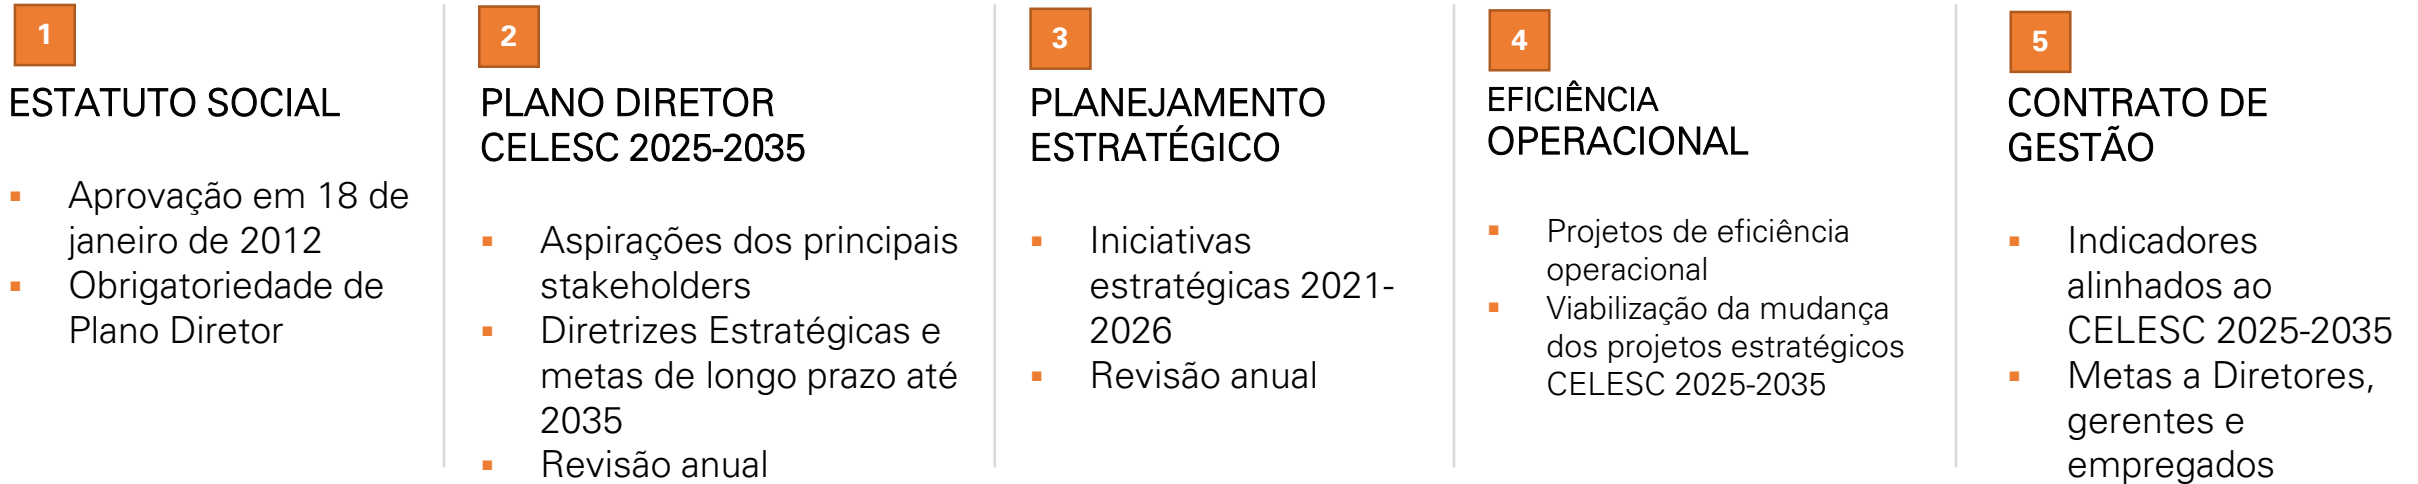 1
ESTATUTO SOCIAL
▪ Aprovação em 18 de
janeiro de 2012
▪ Obrigatoriedade de
Plano Diretor
2
PLANO DIRETOR
CELESC 2025-2035
▪ Aspirações dos principais
stakeholders
▪ Diretrizes Estratégicas e
metas de longo prazo até
2035
▪ Revisão anual
3
PLANEJAMENTO
ESTRATÉGICO
▪ Iniciativas
estratégicas 2021-
2026
▪ Revisão anual
4
EFICIÊNCIA
OPERACIONAL
▪ Projetos de eficiência
operacional
▪ Viabilização da mudança
dos projetos estratégicos
CELESC 2025-2035
5
CONTRATO DE
GESTÃO
▪ Indicadores
alinhados ao
CELESC 2025-2035
▪ Metas a Diretores,
gerentes e
empregados